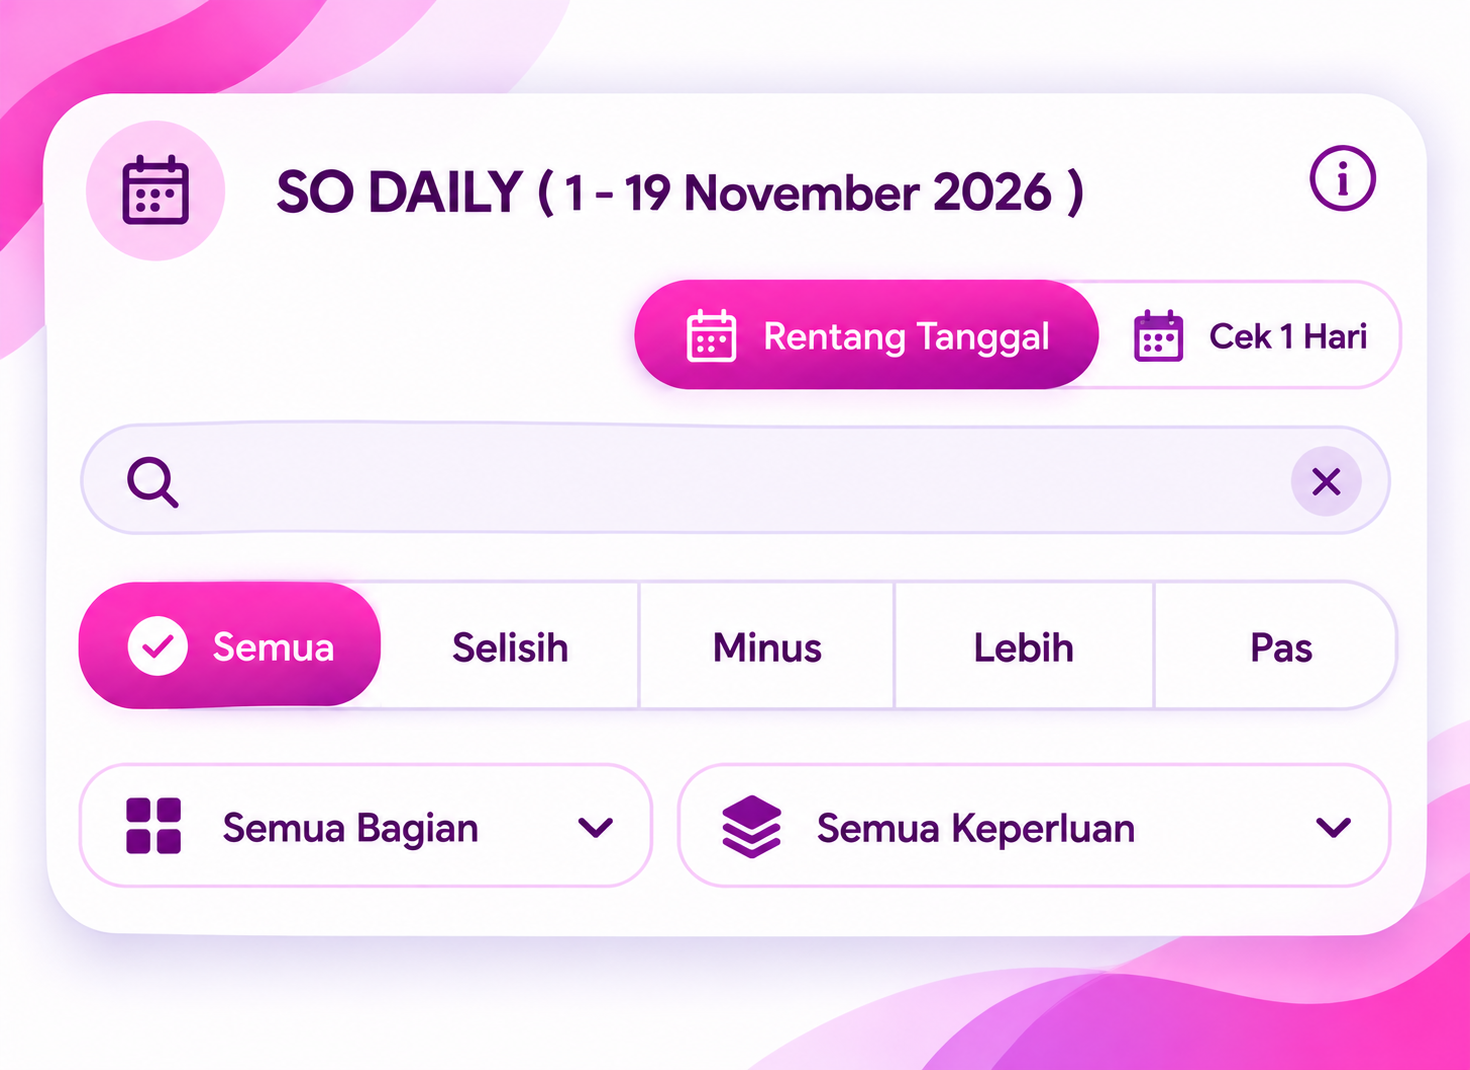 SO DAILY ( 1 - 19 November 2026 )
Rentang Tanggal
Cek 1 Hari
Semua
Selisih
Minus
Lebih
Pas
Semua Bagian
Semua Keperluan